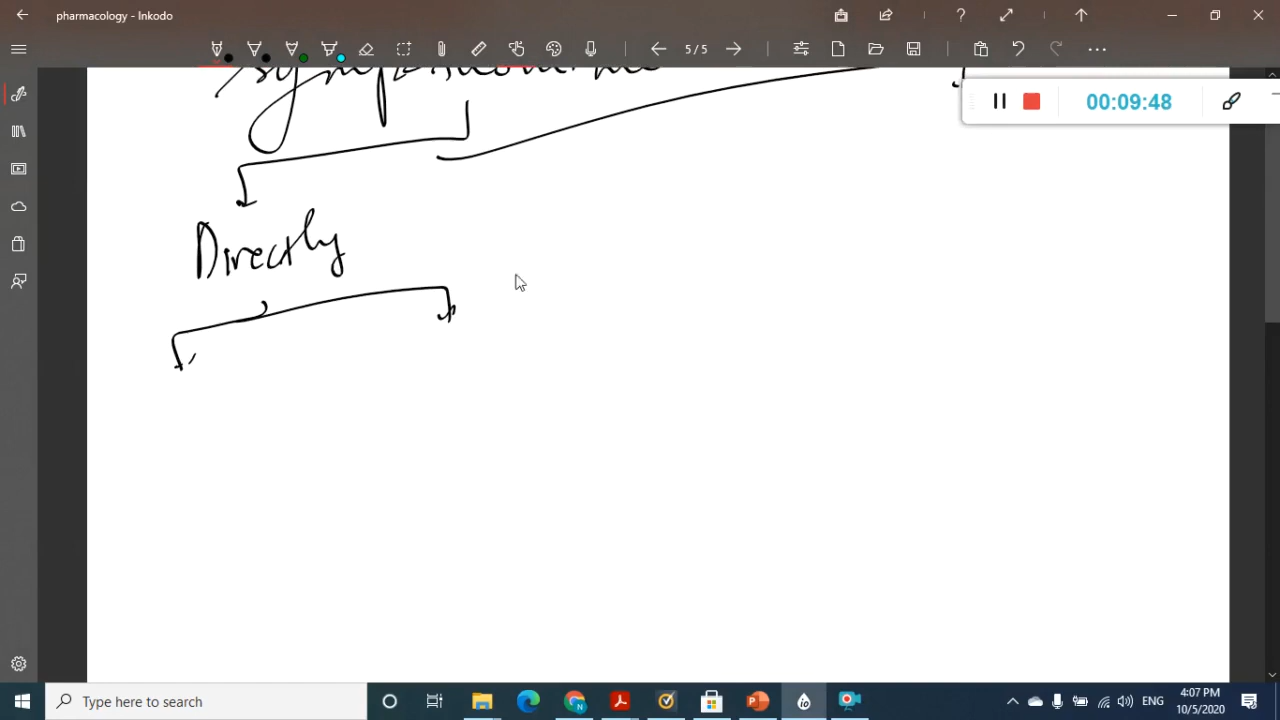 pharmacology - Inkodo
5/5
00:09:48
Directly
Type here to search
ENG
4:07 PM
10/5/2020